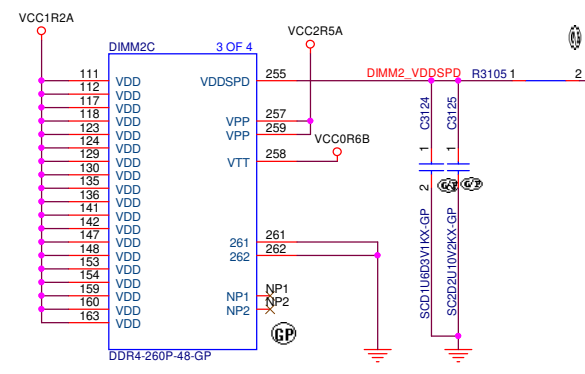 VCC1R2A
VCC2R5A
DIMM2C 3 OF 4
111 VDD VDDSPD 255 DIMM2_VDDSPD R3105 1 2
112 VDD
117 VDD
118 VDD VPP 257
123 VDD VPP 259
124 VDD
VCC0R6B
129 VDD VTT 258
130 VDD
135 VDD
136 VDD
141 VDD
142 VDD
147 VDD 261 261
148 VDD 262 262
153 VDD
154 VDD
159 VDD NP1 NP1
160 VDD NP2 NP2
163 VDD
GP
DDR4-260P-48-GP
C3124
1
2
SCD1U6D3V1KX-GP
C3125
1
SC2D2U10V2KX-GP